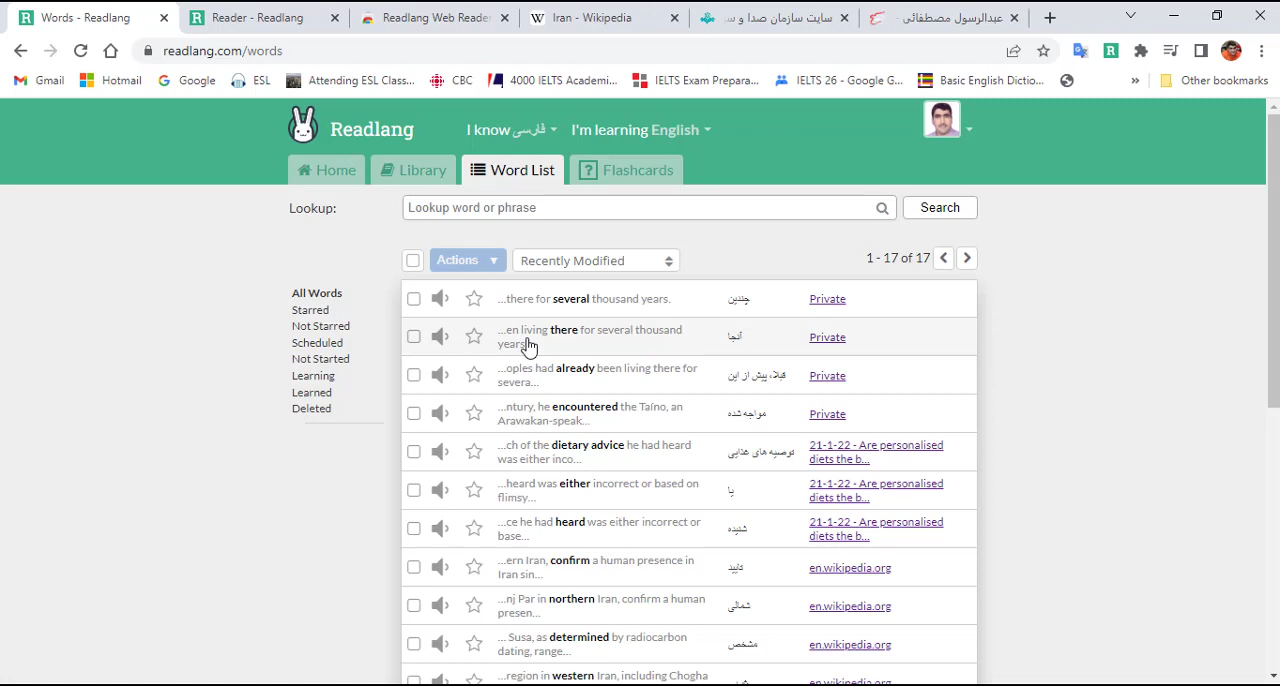 Words - Readlang
Reader - Readlang
Readlang Web Reader
Iran - Wikipedia
سایت سازمان صدا و سـ
عبدالرسول مصطفائی -
readlang.com/words
Gmail
Hotmail
Google
ESL
Attending ESL Class...
CBC
4000 IELTS Academi...
IELTS Exam Prepara...
IELTS 26 - Google G...
Basic English Dictio...
»
Other bookmarks
Readlang
I know فارسی
I'm learning English
Home
Library
Word List
Flashcards
Lookup:
Lookup word or phrase
Search
Actions
Recently Modified
1 - 17 of 17
All Words
Starred
Not Starred
Scheduled
Not Started
Learning
Learned
Deleted
...there for several thousand years.
چندین
Private
...en living there for several thousand
years
آنجا
Private
...oples had already been living there for
severa...
قبلا، پیش از این
Private
...ntury, he encountered the Taíno, an
Arawakan-speak...
مواجه شده
Private
...ch of the dietary advice he had heard
was either inco...
توصیه های غذایی
21-1-22 - Are personalised
diets the b...
...heard was either incorrect or based on
flimsy...
یا
21-1-22 - Are personalised
diets the b...
...ce he had heard was either incorrect or
base...
شنیده
21-1-22 - Are personalised
diets the b...
...ern Iran, confirm a human presence in
Iran sin...
تایید
en.wikipedia.org
...nj Par in northern Iran, confirm a human
presen...
شمالی
en.wikipedia.org
... Susa, as determined by radiocarbon
dating, range...
مشخص
en.wikipedia.org
...region in western Iran, including Chogha
en.wikipedia.org